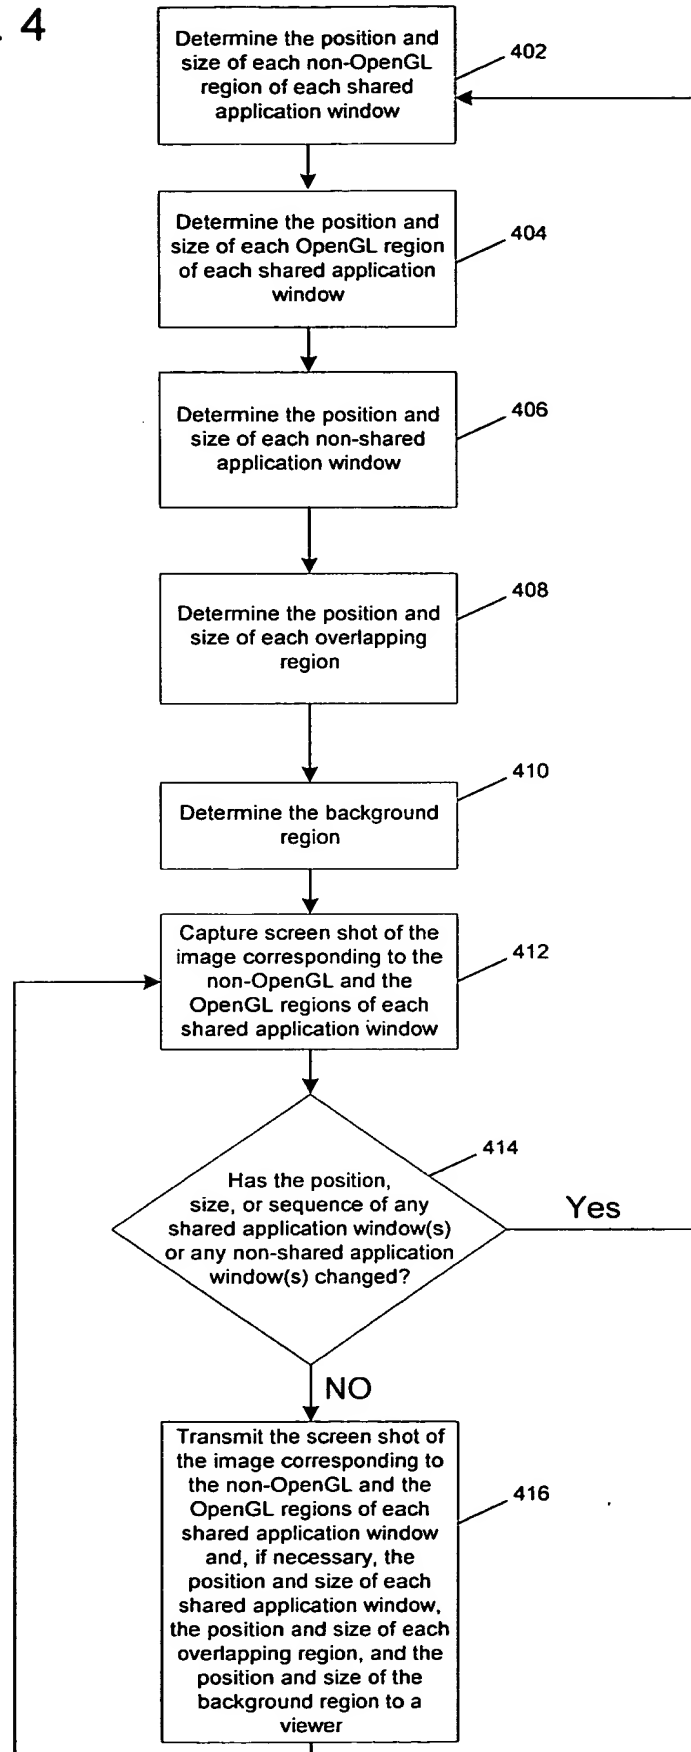 . 4
Determine the position and
size of each non-OpenGL
region of each shared
application window
402
Determine the position and
size of each OpenGL region
of each shared application
window
404
Determine the position and
size of each non-shared
application window
406
Determine the position and
size of each overlapping
region
408
Determine the background
region
410
Capture screen shot of the
image corresponding to the
non-OpenGL and the
OpenGL regions of each
shared application window
412
Has the position,
size, or sequence of any
shared application window(s)
or any non-shared application
window(s) changed?
414
Yes
NO
Transmit the screen shot of
the image corresponding to
the non-OpenGL and the
OpenGL regions of each
shared application window
and, if necessary, the
position and size of each
shared application window,
the position and size of each
overlapping region, and the
position and size of the
background region to a
viewer
416